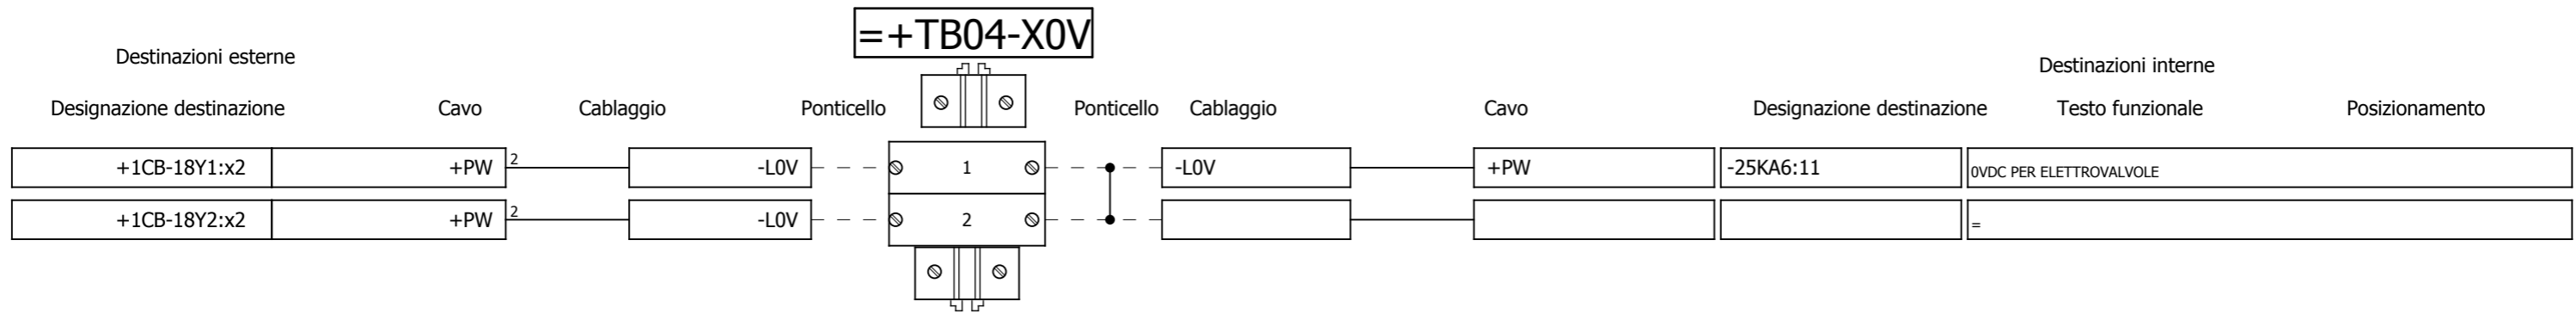 =+TB04-X0V
Destinazioni esterne
Destinazioni interne
Designazione destinazione Cavo Cablaggio Ponticello Ponticello Cablaggio Cavo Designazione destinazione Testo funzionale Posizionamento
+1CB-18Y1:x2 +PW 2 -L0V 1 -L0V +PW -25KA6:11 0VDC PER ELETTROVALVOLE
+1CB-18Y2:x2 +PW 2 -L0V 2 =